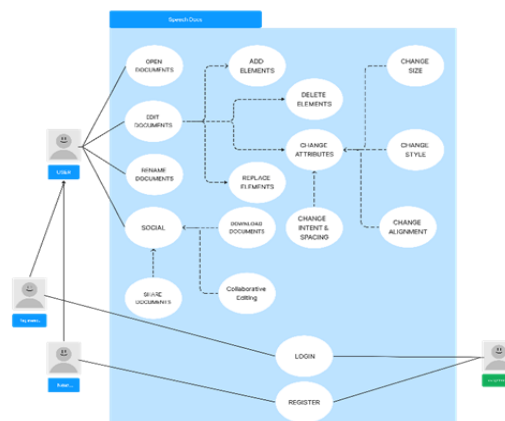 Speech Docs
OPEN
DOCUMENTS
ADD
ELEMENTS
CHANGE
SIZE
DELETE
ELEMENTS
EDIT
DOCUMENTS
CHANGE
ATTRIBUTES
CHANGE
STYLE
USER
RENAME
DOCUMENTS
REPLACE
ELEMENTS
SOCIAL
DOWNLOAD
DOCUMENTS
CHANGE
INTENT &
SPACING
CHANGE
ALIGNMENT
SHARE
DOCUMENTS
Collaborative
Editing
LOGIN
REGISTER